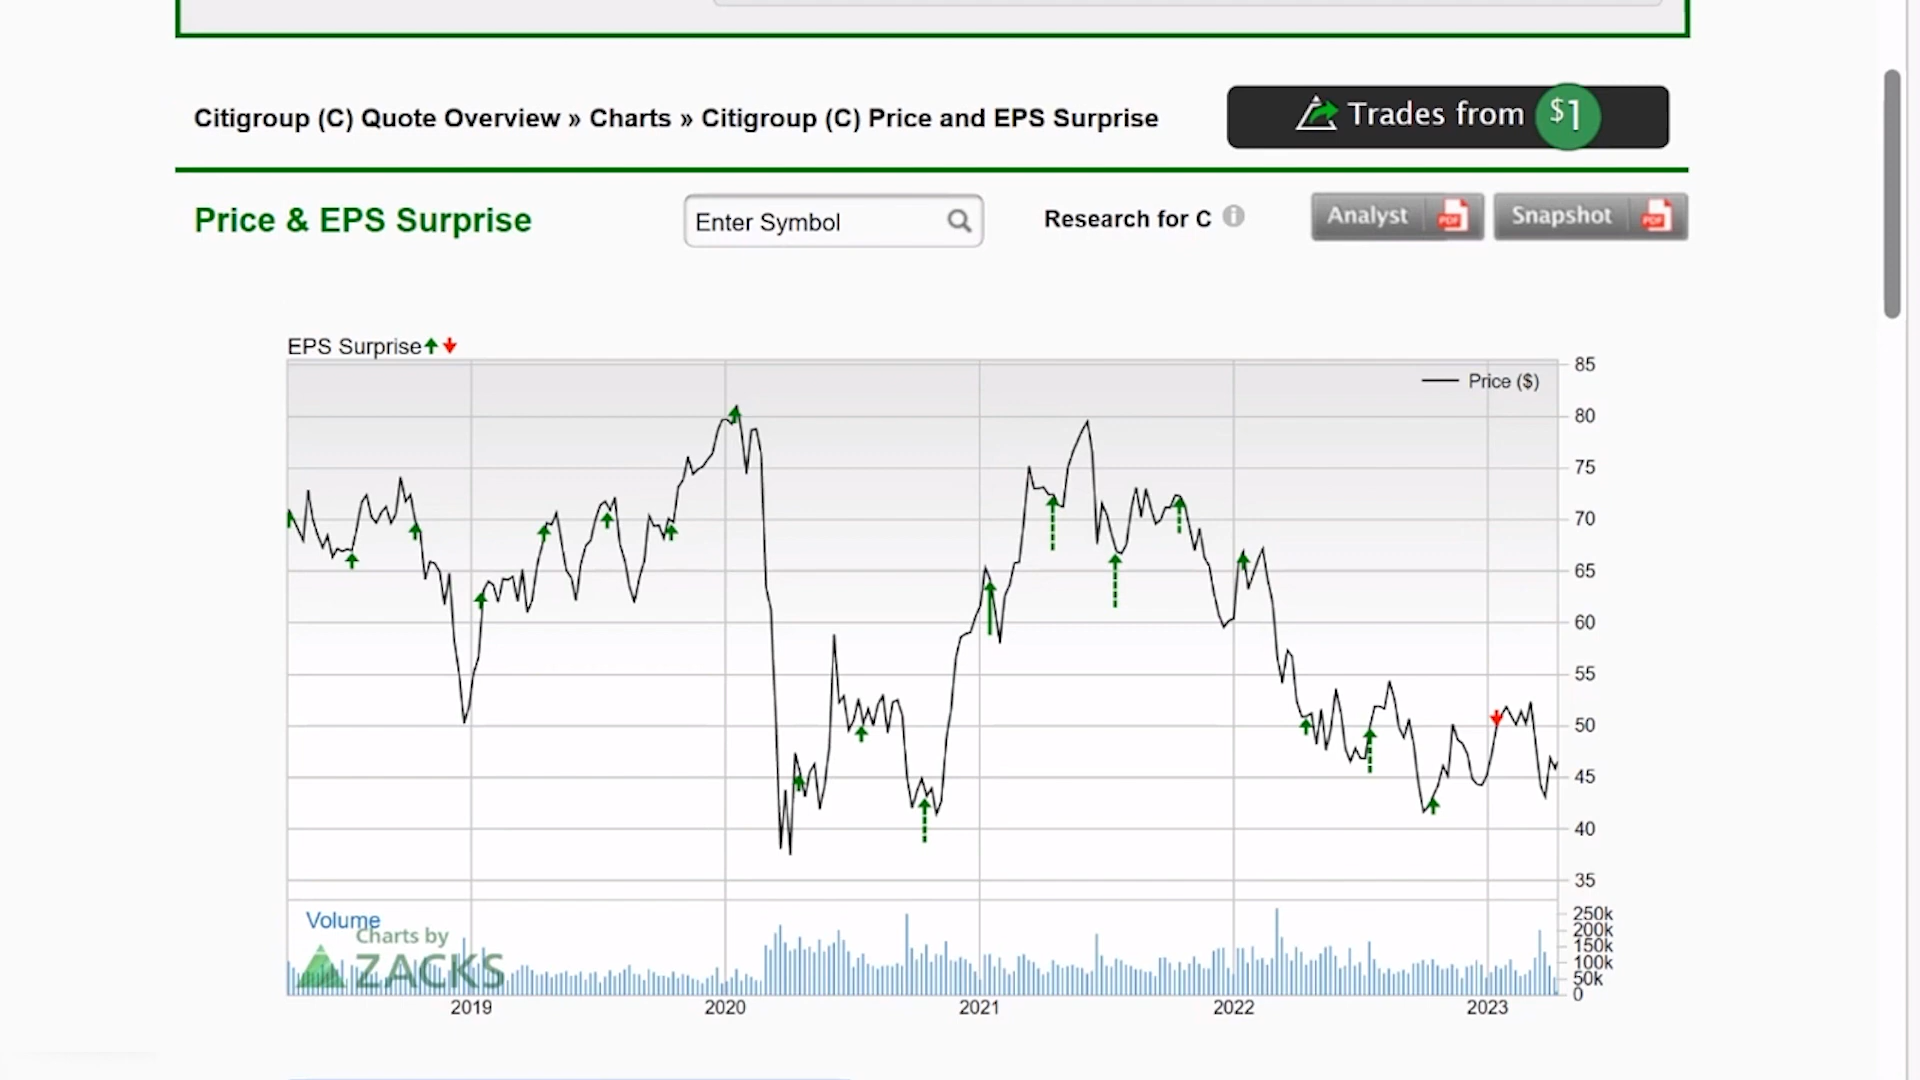 Citigroup (C) Quote Overview » Charts » Citigroup (C) Price and EPS Surprise
Trades from $1
Price & EPS Surprise
Enter Symbol
Research for C
Analyst PDF
Snapshot PDF
EPS Surprise
Price ($)
85
80
75
70
65
60
55
50
45
40
35
Volume
Charts by
ZACKS
250k
200k
150k
100k
50k
0
2019 2020 2021 2022 2023